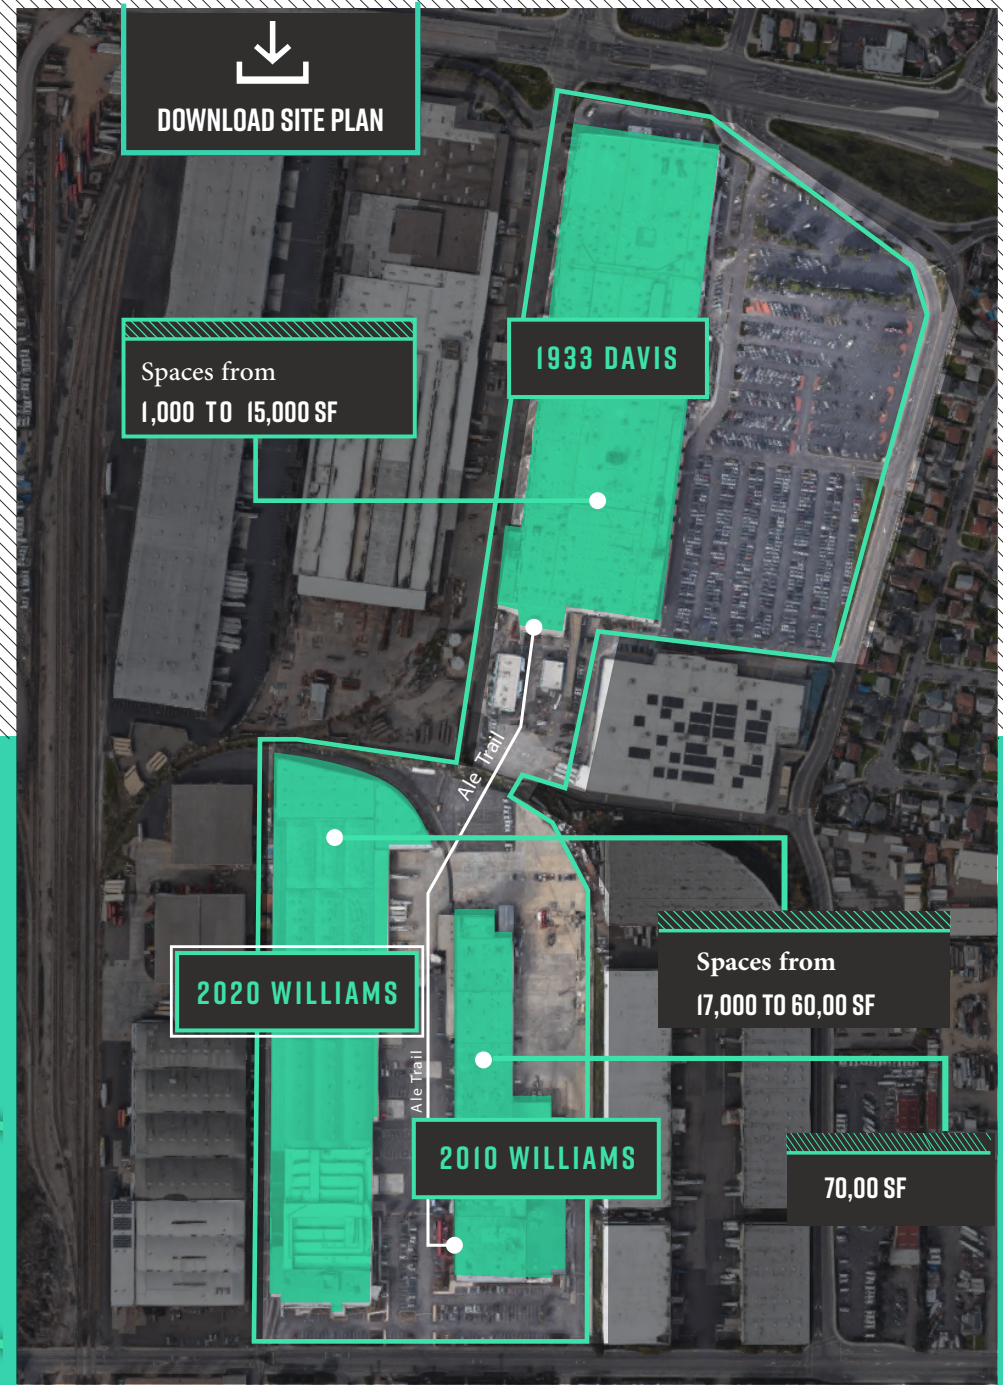 DOWNLOAD SITE PLAN
1933 DAVIS
Spaces from
1,000 TO 15,000 SF
Ale Trail
2020 WILLIAMS
Spaces from
17,000 TO 60,00 SF
Ale Trail
2010 WILLIAMS
70,00 SF